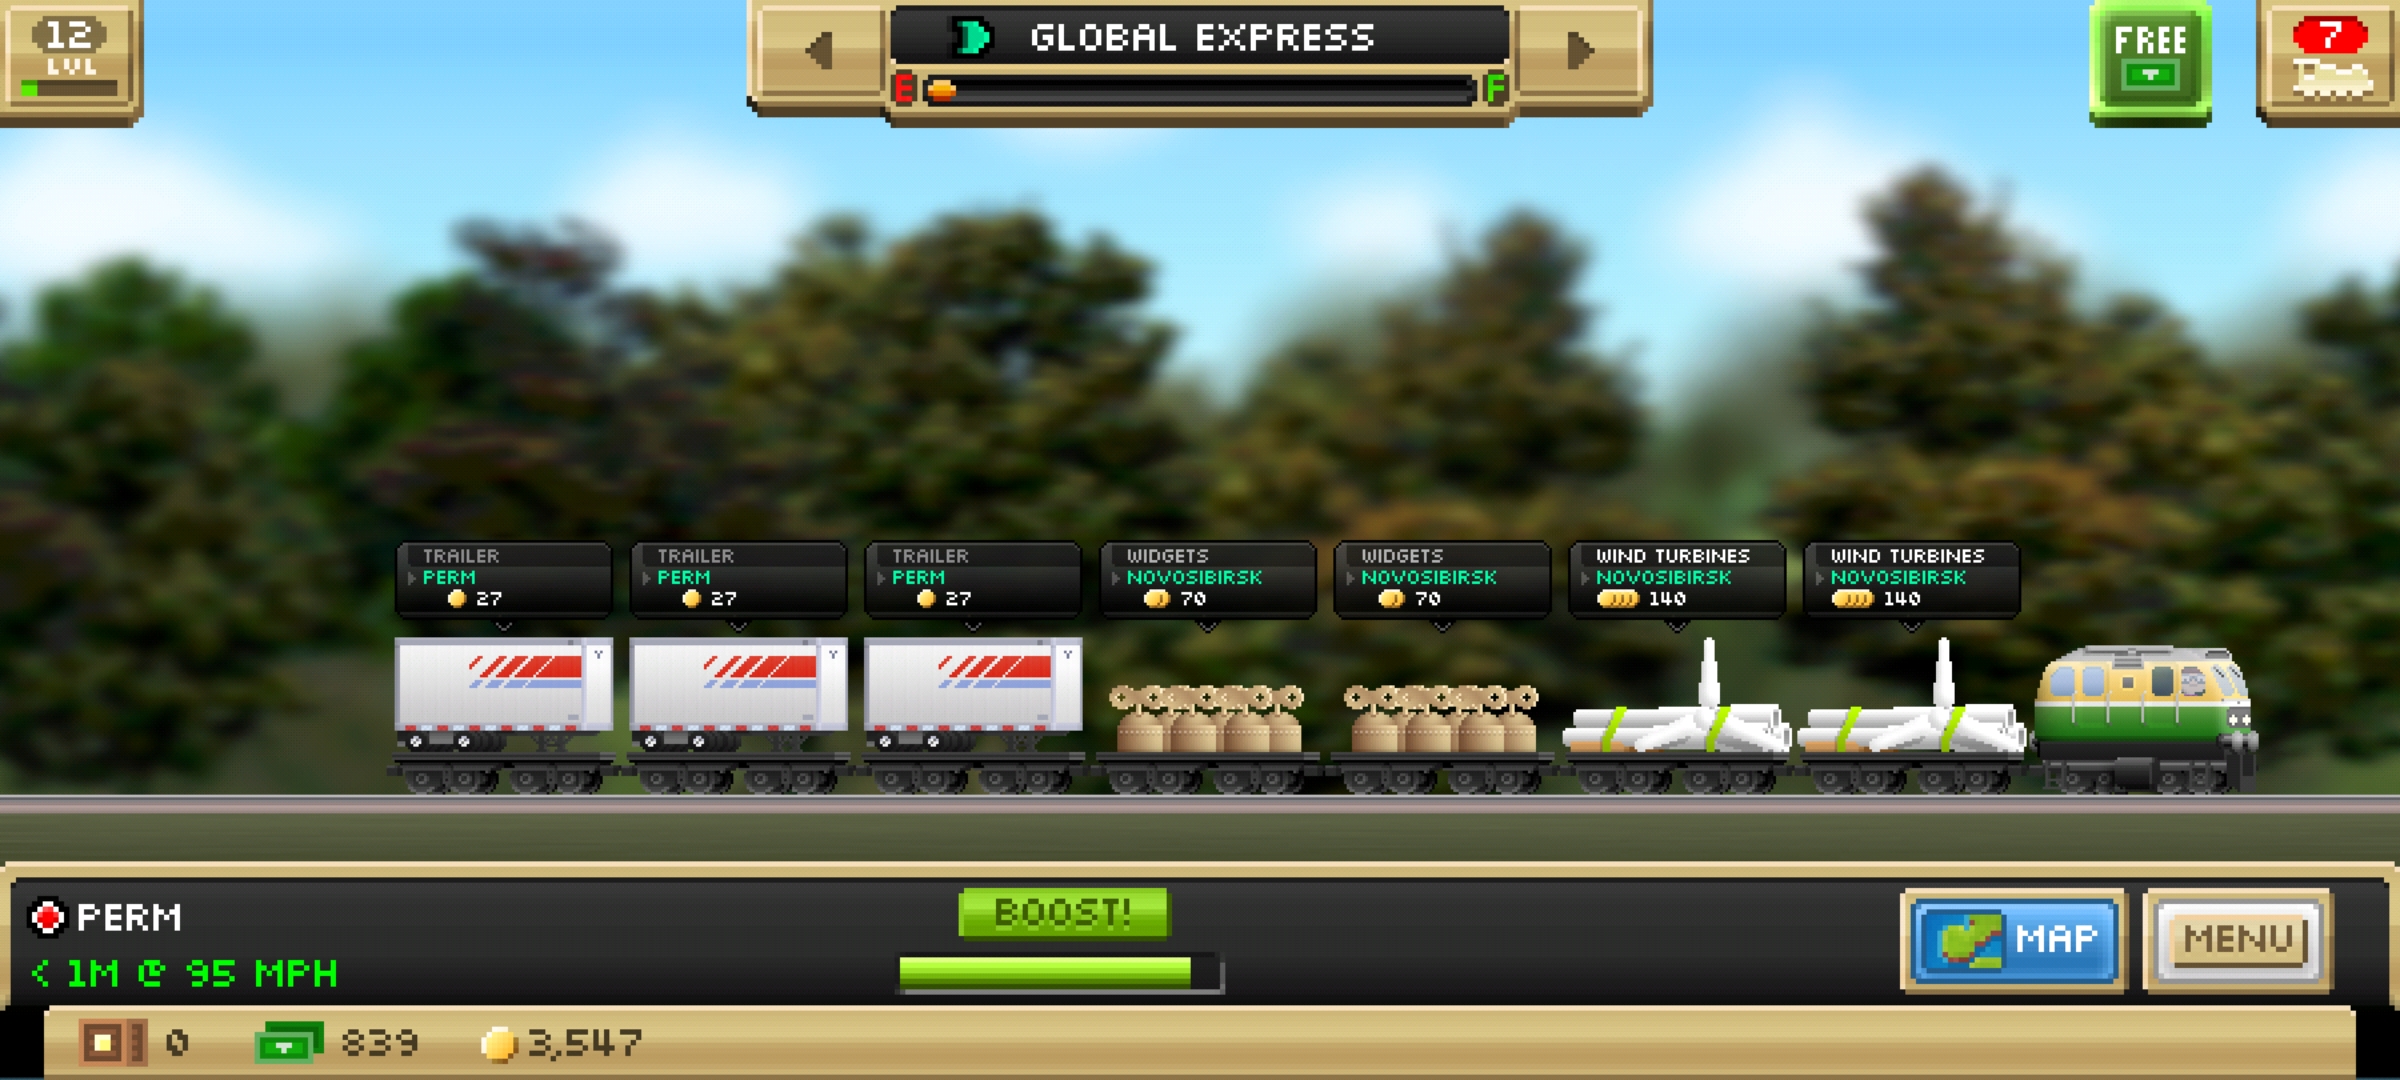 12
LVL
GLOBAL EXPRESS
E F
FREE
7
TRAILER
PERM
27
TRAILER
PERM
27
TRAILER
PERM
27
WIDGETS
NOVOSIBIRSK
70
WIDGETS
NOVOSIBIRSK
70
WIND TURBINES
NOVOSIBIRSK
140
WIND TURBINES
NOVOSIBIRSK
140
PERM
< 1M @ 95 MPH
BOOST!
MAP
MENU
0
839
3,547